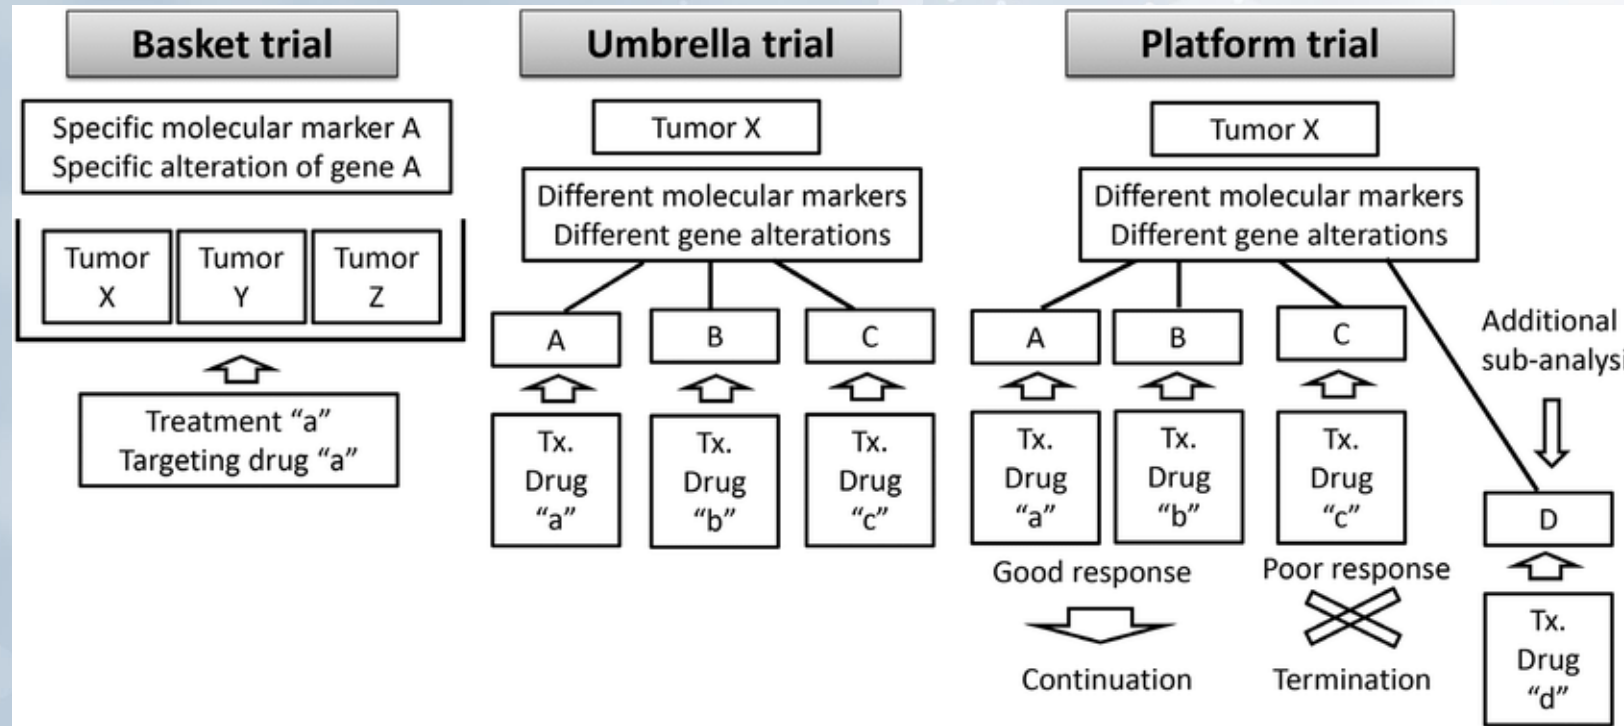 Basket trial
Specific molecular marker A
Specific alteration of gene A
Tumor
X
Tumor
Y
Tumor
Z
Treatment “a”
Targeting drug “a”
Umbrella trial
Tumor X
Different molecular markers
Different gene alterations
A
B
C
Tx.
Drug
“a”
Tx.
Drug
“b”
Tx.
Drug
“c”
Platform trial
Tumor X
Different molecular markers
Different gene alterations
A
B
C
Tx.
Drug
“a”
Tx.
Drug
“b”
Tx.
Drug
“c”
Good response
Continuation
Poor response
Termination
Additional
sub-analysi
D
Tx.
Drug
“d”